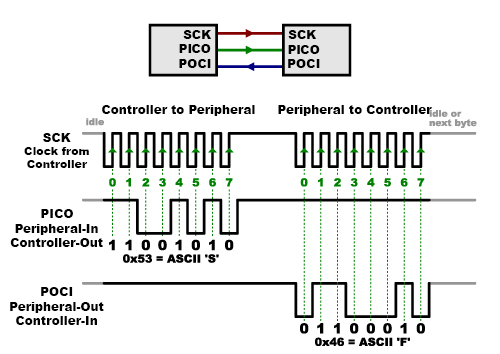 SCK SCK
PICO PICO
POCI POCI
Controller to Peripheral Peripheral to Controller
idle idle or
next byte
SCK
Clock from
Controller
0 1 2 3 4 5 6 7 0 1 2 3 4 5 6 7
PICO
Peripheral-In
Controller-Out
1 1 0 0 1 0 1 0
0x53 = ASCII 'S'
POCI
Peripheral-Out
Controller-In
0 1 1 0 0 0 1 0
0x46 = ASCII 'F'